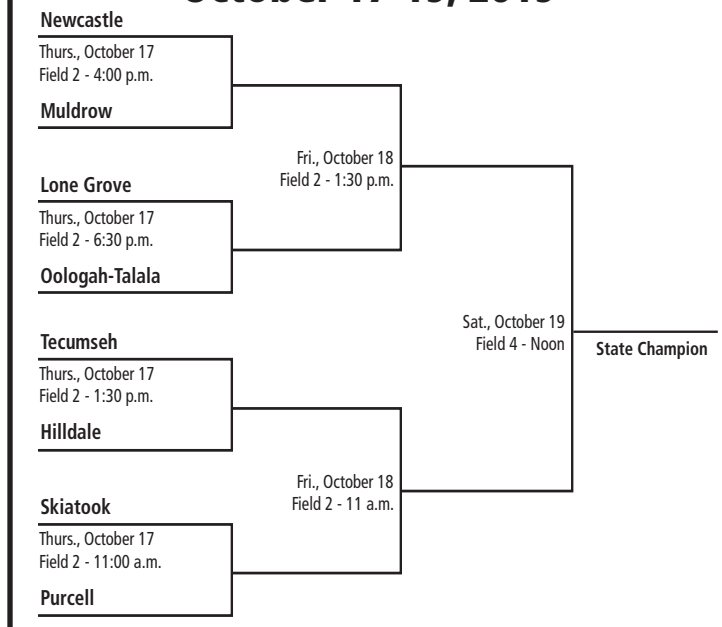 October 17
Newcastle
Thurs., October 17
Field 2 - 4:00 p.m.
Muldrow
Fri., October 18
Field 2 - 1:30 p.m.
Lone Grove
Thurs., October 17
Field 2 - 6:30 p.m.
Oologah-Talala
Sat., October 19
Field 4 - Noon
State Champion
Tecumseh
Thurs., October 17
Field 2 - 1:30 p.m.
Hilldale
Fri., October 18
Field 2 - 11 a.m.
Skiatook
Thurs., October 17
Field 2 - 11:00 a.m.
Purcell